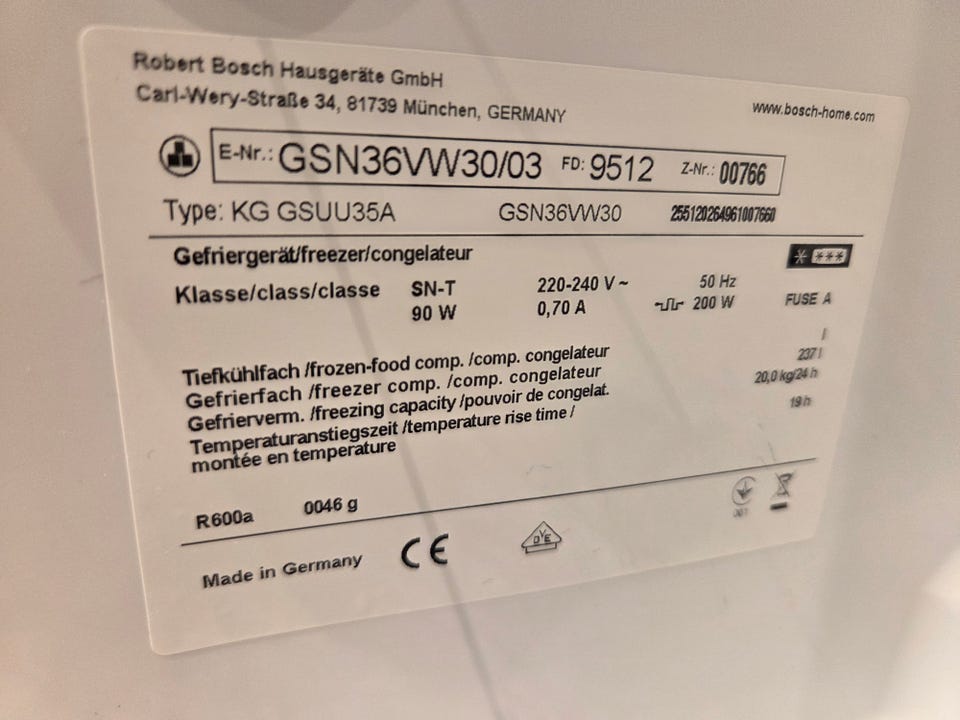 Robert Bosch Hausgeräte GmbH
Carl-Wery-Straße 34, 81739 München, GERMANY
www.bosch-home.com
E-Nr.: GSN36VW30/03 FD: 9512 Z-Nr.: 00766
Type: KG GSUU35A GSN36VW30 255120264961007660
Gefriergerät/freezer/congelateur
Klasse/class/classe SN-T 220-240 V ~ 50 Hz
90 W 0,70 A 200 W FUSE A
Tiefkühlfach /frozen-food comp. /comp. congelateur l
Gefrierfach /freezer comp. /comp. congelateur 237 l
Gefrierverm. /freezing capacity /pouvoir de congelat. 20,0 kg/24 h
Temperaturanstiegszeit /temperature rise time / 19 h
montée en temperature
R600a 0046 g
001
Made in Germany CE DVE